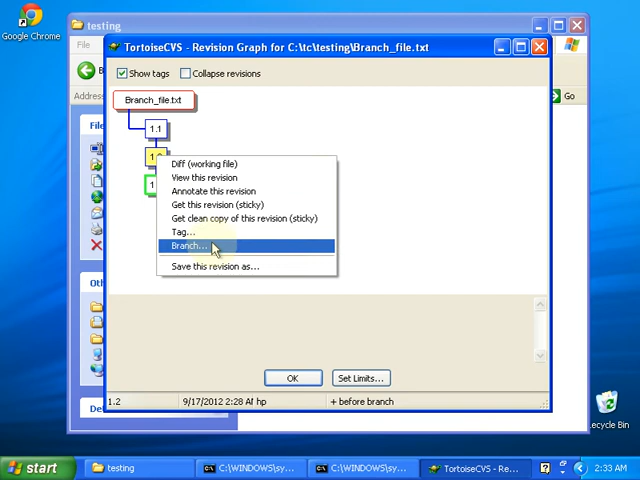 testing
Google Chrome
File
Back
Address
Go
TortoiseCVS - Revision Graph for C:\tc\testing\Branch_file.txt
Show tags
Collapse revisions
Branch_file.txt
1.1
Diff (working file)
View this revision
Annotate this revision
Get this revision (sticky)
Get clean copy of this revision (sticky)
Tag...
Branch...
Save this revision as...
OK
Set Limits...
1.2
9/17/2012 2:28 AM
hp
+ before branch
start
testing
C:\WINDOWS\sy...
C:\WINDOWS\sy...
TortoiseCVS - Re...
2:33 AM